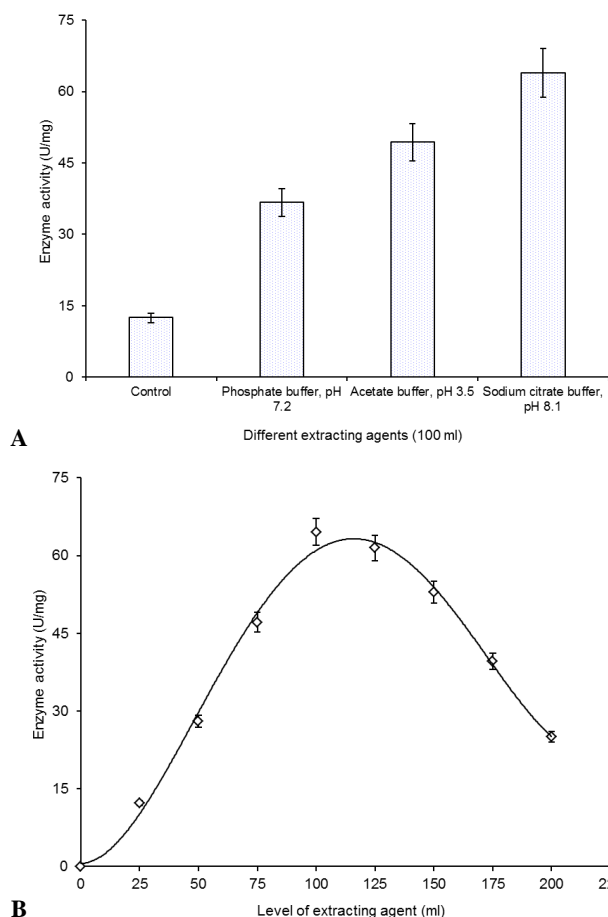 75
60
45
30
15
0
Enzyme activity (U/mg)
Control
Phosphate buffer, pH
7.2
Acetate buffer, pH 3.5
Sodium citrate buffer,
pH 8.1
Different extracting agents (100 ml)
A
75
60
45
30
15
0
Enzyme activity (U/mg)
0 25 50 75 100 125 150 175 200
Level of extracting agent (ml)
B